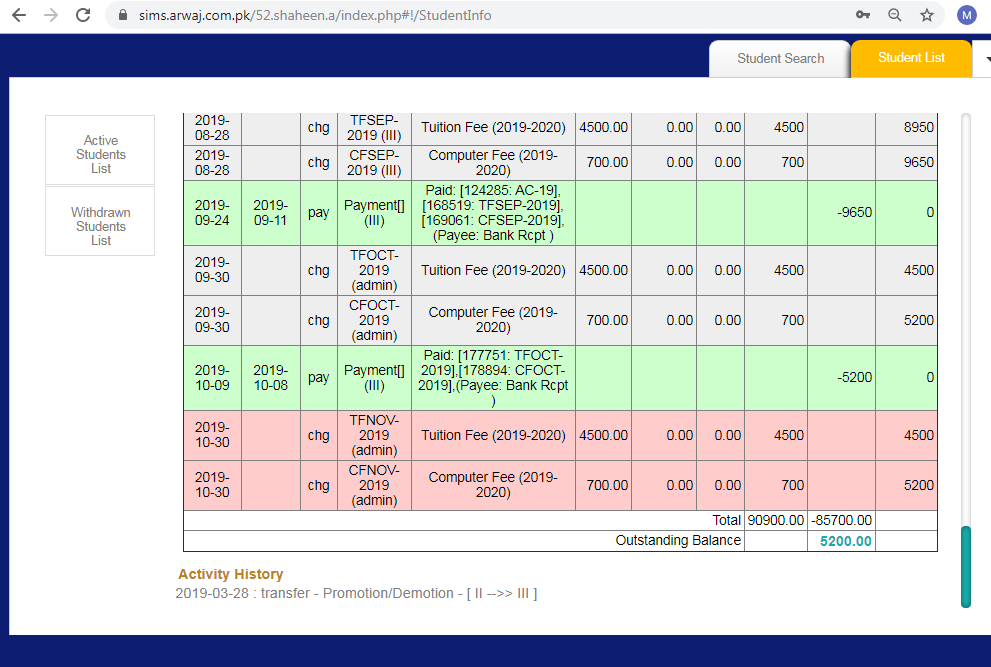 sims.arwaj.com.pk/52.shaheen.a/index.php#!/StudentInfo
M
Student Search
Student List
Active
Students
List
Withdrawn
Students
List
2019-
08-28
chg
TFSEP-
2019 (III)
Tuition Fee (2019-2020)
4500.00
0.00
0.00
4500
8950
2019-
08-28
chg
CFSEP-
2019 (III)
Computer Fee (2019-
2020)
700.00
0.00
0.00
700
9650
2019-
09-24
2019-
09-11
pay
Payment[]
(III)
Paid: [124285: AC-19],
[168519: TFSEP-2019],
[169061: CFSEP-2019],
(Payee: Bank Rcpt )
-9650
0
2019-
09-30
chg
TFOCT-
2019
(admin)
Tuition Fee (2019-2020)
4500.00
0.00
0.00
4500
4500
2019-
09-30
chg
CFOCT-
2019
(admin)
Computer Fee (2019-
2020)
700.00
0.00
0.00
700
5200
2019-
10-09
2019-
10-08
pay
Payment[]
(III)
Paid: [177751: TFOCT-
2019],[178894: CFOCT-
2019],(Payee: Bank Rcpt
)
-5200
0
2019-
10-30
chg
TFNOV-
2019
(admin)
Tuition Fee (2019-2020)
4500.00
0.00
0.00
4500
4500
2019-
10-30
chg
CFNOV-
2019
(admin)
Computer Fee (2019-
2020)
700.00
0.00
0.00
700
5200
Total 90900.00 -85700.00
Outstanding Balance 5200.00
Activity History
2019-03-28 : transfer - Promotion/Demotion - [ II -->> III ]